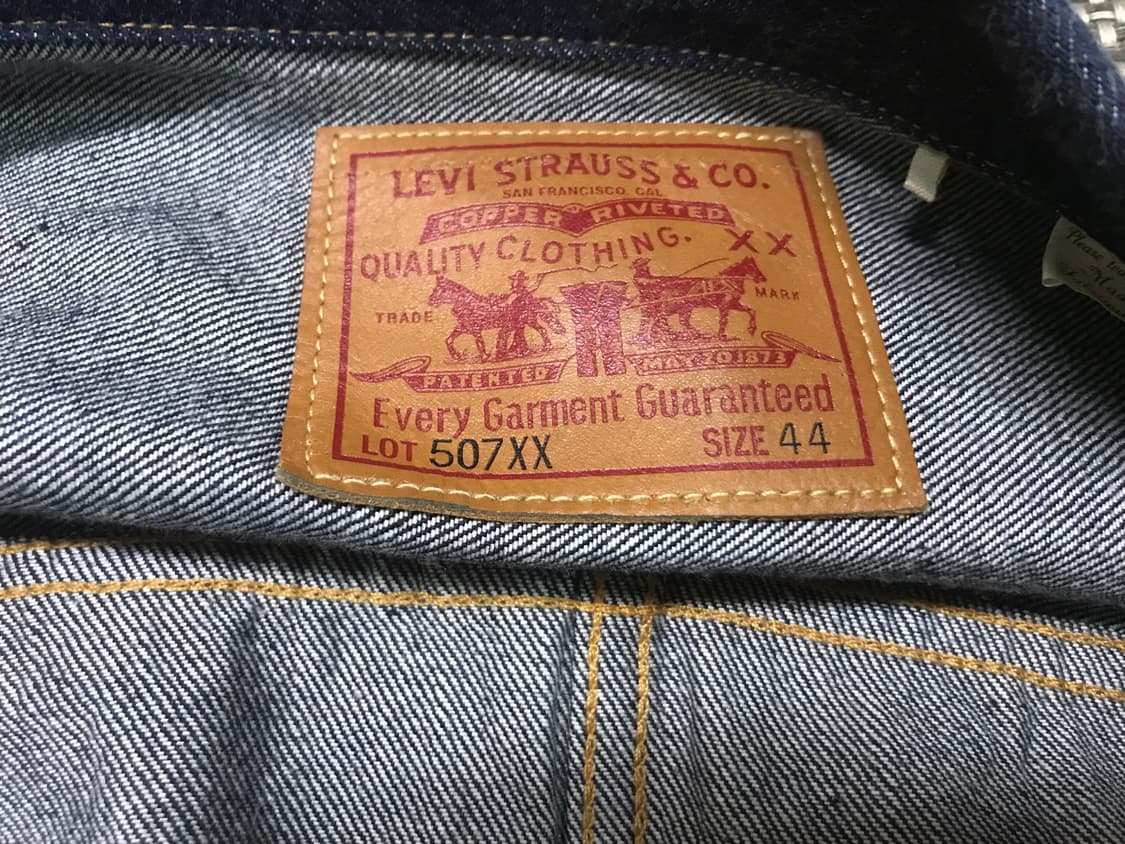 LEVI STRAUSS & CO.
SAN FRANCISCO, CAL.
COPPER RIVETED
QUALITY CLOTHING. XX
TRADE MARK
PATENTED MAY 20 1873
Every Garment Guaranteed
LOT 507XX SIZE 44
Please